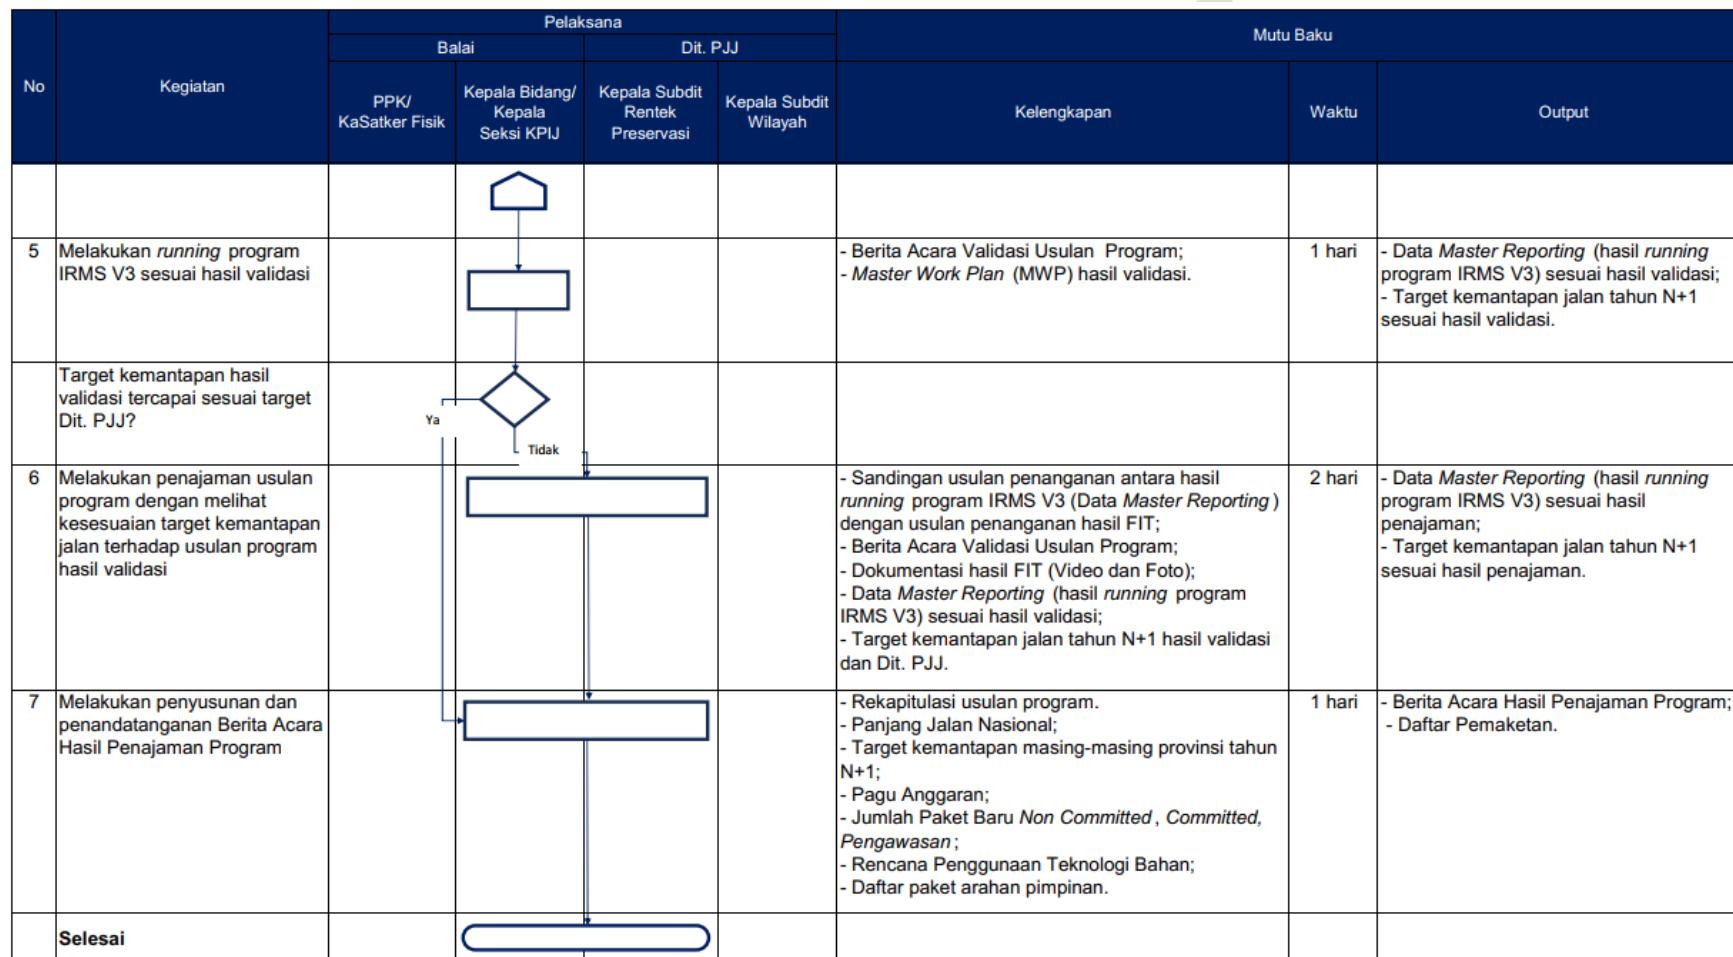 No
Kegiatan
Pelaksana
Mutu Baku
Balai
Dit. PJJ
PPK/
KaSatker Fisik
Kepala Bidang/
Kepala
Seksi KPIJ
Kepala Subdit
Rentek
Preservasi
Kepala Subdit
Wilayah
Kelengkapan
Waktu
Output
5
Melakukan running program
IRMS V3 sesuai hasil validasi
- Berita Acara Validasi Usulan Program;
- Master Work Plan (MWP) hasil validasi.
1 hari
- Data Master Reporting (hasil running
program IRMS V3) sesuai hasil validasi;
- Target kemantapan jalan tahun N+1
sesuai hasil validasi.
Target kemantapan hasil
validasi tercapai sesuai target
Dit. PJJ?
Ya
Tidak
6
Melakukan penajaman usulan
program dengan melihat
kesesuaian target kemantapan
jalan terhadap usulan program
hasil validasi
- Sandingan usulan penanganan antara hasil
running program IRMS V3 (Data Master Reporting)
dengan usulan penanganan hasil FIT;
- Berita Acara Validasi Usulan Program;
- Dokumentasi hasil FIT (Video dan Foto);
- Data Master Reporting (hasil running program
IRMS V3) sesuai hasil validasi;
- Target kemantapan jalan tahun N+1 hasil validasi
dan Dit. PJJ.
2 hari
- Data Master Reporting (hasil running
program IRMS V3) sesuai hasil
penajaman;
- Target kemantapan jalan tahun N+1
sesuai hasil penajaman.
7
Melakukan penyusunan dan
penandatanganan Berita Acara
Hasil Penajaman Program
- Rekapitulasi usulan program.
- Panjang Jalan Nasional;
- Target kemantapan masing-masing provinsi tahun
N+1;
- Pagu Anggaran;
- Jumlah Paket Baru Non Committed, Committed,
Pengawasan;
- Rencana Penggunaan Teknologi Bahan;
- Daftar paket arahan pimpinan.
1 hari
- Berita Acara Hasil Penajaman Program;
- Daftar Pemaketan.
Selesai